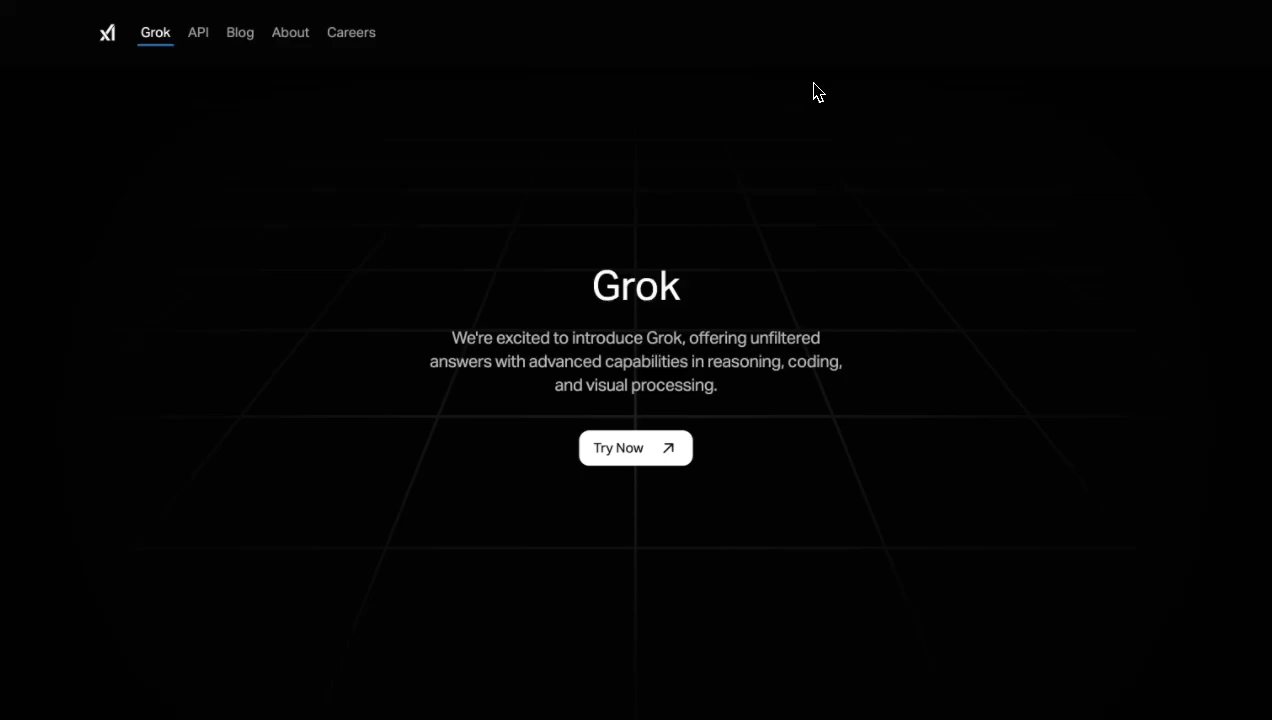 xI Grok API Blog About Careers
Grok
We're excited to introduce Grok, offering unfiltered
answers with advanced capabilities in reasoning, coding,
and visual processing.
Try Now